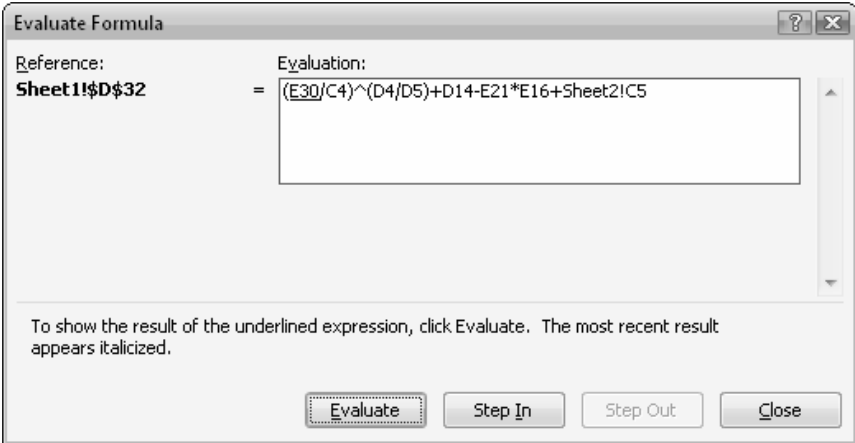 Evaluate Formula
Reference:
Evaluation:
Sheet1!$D$32
=
(E30/C4)^(D4/D5)+D14-E21*E16+Sheet2!C5
To show the result of the underlined expression, click Evaluate.  The most recent result
appears italicized.
Evaluate
Step In
Step Out
Close